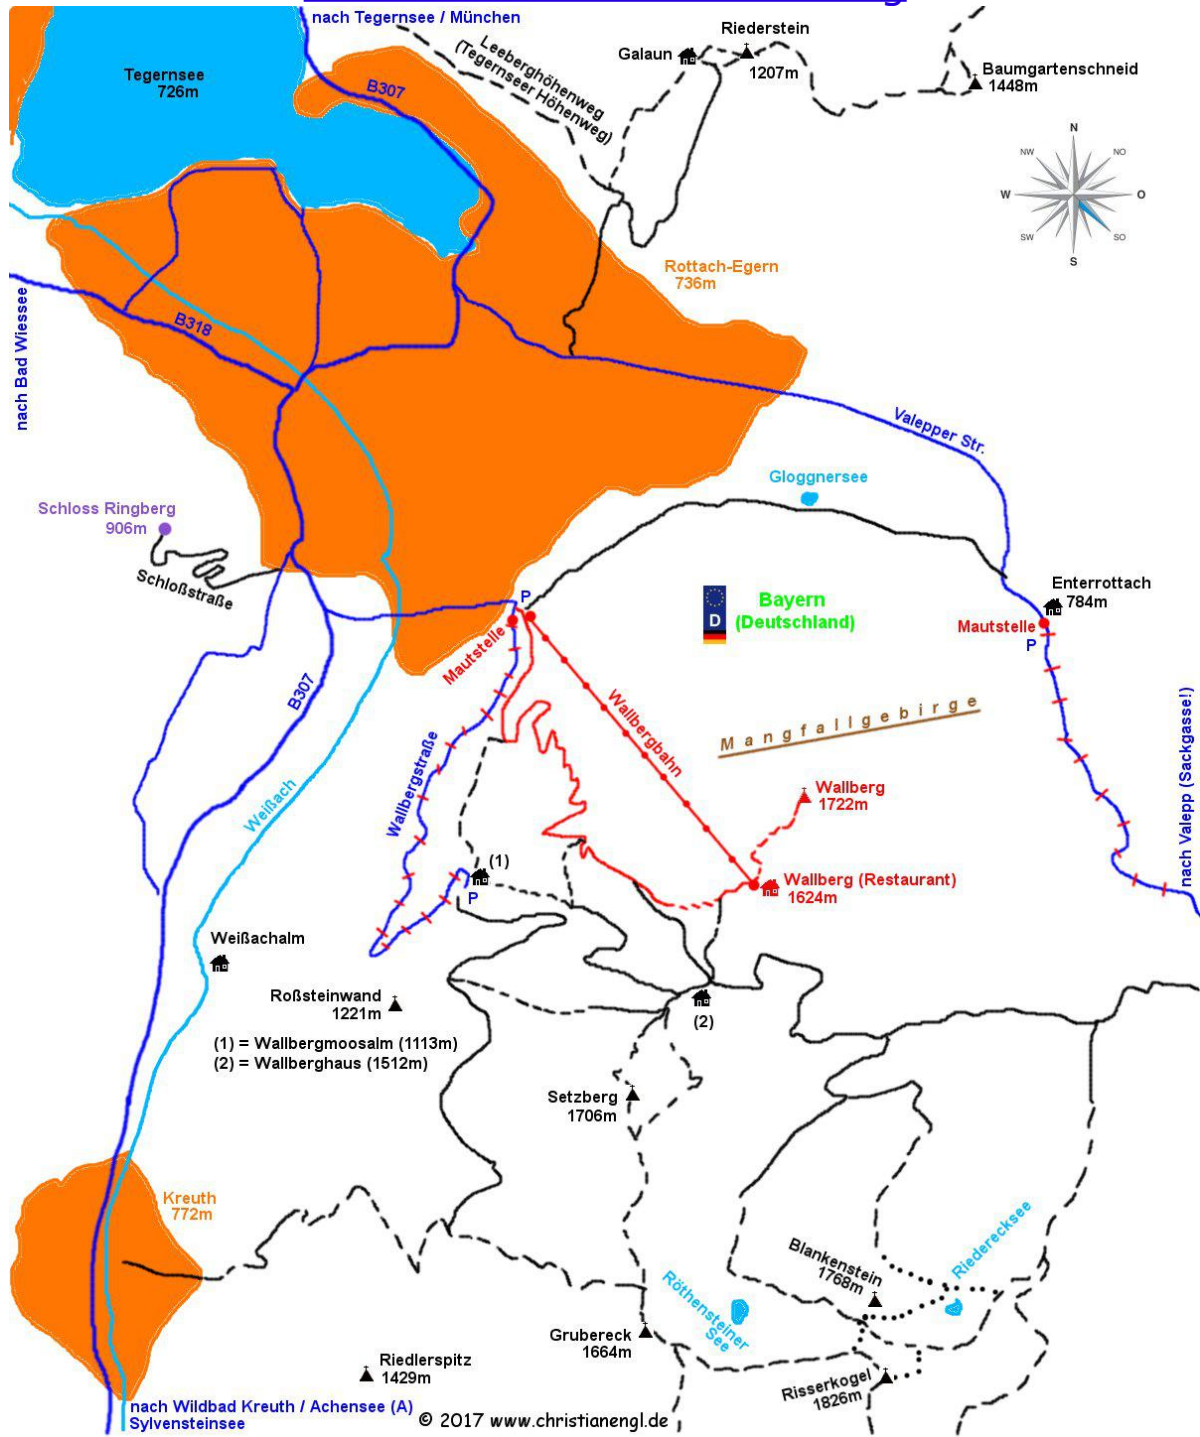 nach Tegernsee / München
Riederstein
1207m
Galaun
Leeberghöhenweg
(Tegernseer Höhenweg)
Baumgartenschneid
1448m
Tegernsee
726m
B307
N
NW
NO
W
O
SW
SO
S
Rottach-Egern
736m
nach Bad Wiessee
B318
Valepper Str.
Gloggnersee
Schloss Ringberg
906m
Schloßstraße
Enterrottach
784m
Mautstelle
P
P
Mautstelle
D
Bayern
(Deutschland)
B307
Wallbergbahn
Mangfallgebirge
nach Valepp (Sackgasse!)
Wallbergstraße
Weißach
Wallberg
1722m
(1)
P
Wallberg (Restaurant)
1624m
Weißachalm
Roßsteinwand
1221m
(2)
(1) = Wallbergmoosalm (1113m)
(2) = Wallberghaus (1512m)
Setzberg
1706m
Kreuth
772m
Blankenstein
1768m
Riederecksee
Röthensteiner
See
Grubereck
1664m
Riedlerspitz
1429m
Risserkogel
1826m
nach Wildbad Kreuth / Achensee (A)
Sylvensteinsee
© 2017 www.christianengl.de